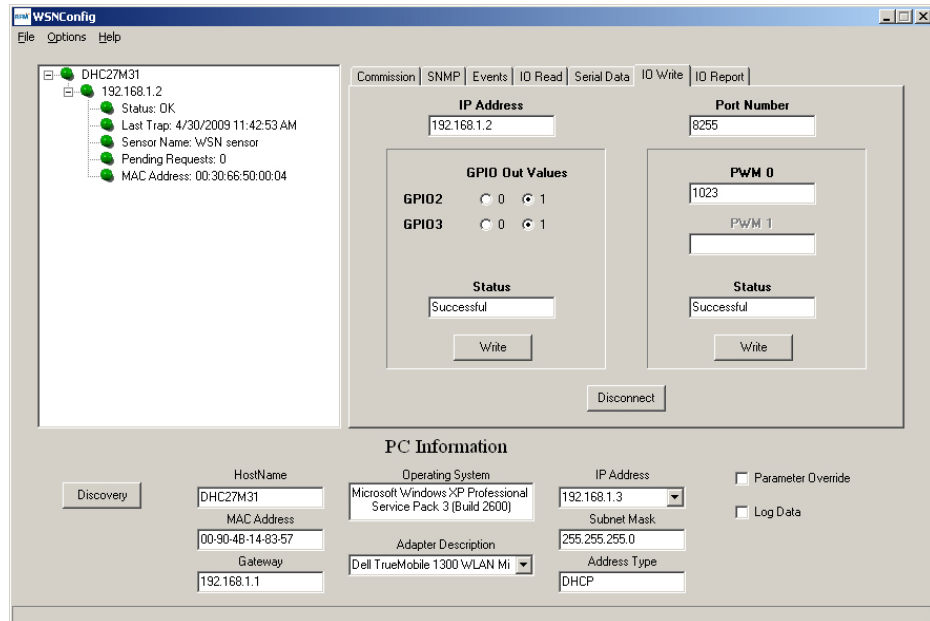 RFM WSNConfig
File Options Help
DHC27M31
192.168.1.2
Status: OK
Last Trap: 4/30/2009 11:42:53 AM
Sensor Name: WSN sensor
Pending Requests: 0
MAC Address: 00:30:66:50:00:04
Commission SNMP Events IO Read Serial Data IO Write IO Report
IP Address Port Number
192.168.1.2 8255
GPIO Out Values
GPIO2 0 1
GPIO3 0 1
Status
Successful
Write
PWM 0
1023
PWM 1
Status
Successful
Write
Disconnect
PC Information
Discovery
HostName
DHC27M31
MAC Address
00-90-4B-14-83-57
Gateway
192.168.1.1
Operating System
Microsoft Windows XP Professional
Service Pack 3 (Build 2600)
Adapter Description
Dell TrueMobile 1300 WLAN Mi
IP Address
192.168.1.3
Subnet Mask
255.255.255.0
Address Type
DHCP
Parameter Override
Log Data